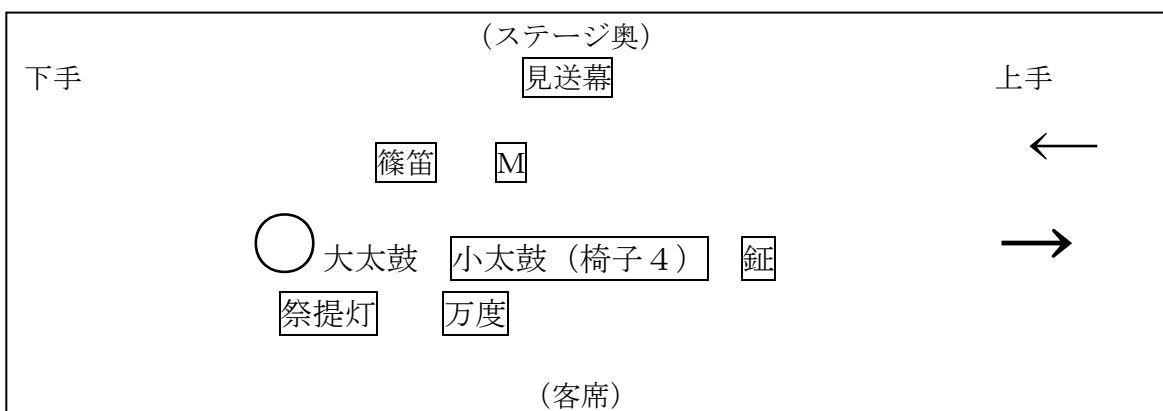 （ステージ奥）
下手 見送幕 上手
篠笛 M ←
大太鼓 小太鼓（椅子４） 鉦 →
祭提灯 万度
（客席）